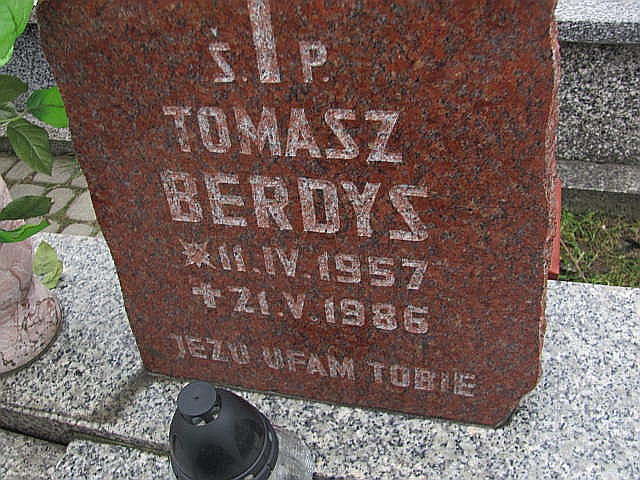 Ś. P.
TOMASZ
BERDYS
* 11.IV.1957
✝ 21.V.1986
JEZU UFAM TOBIE